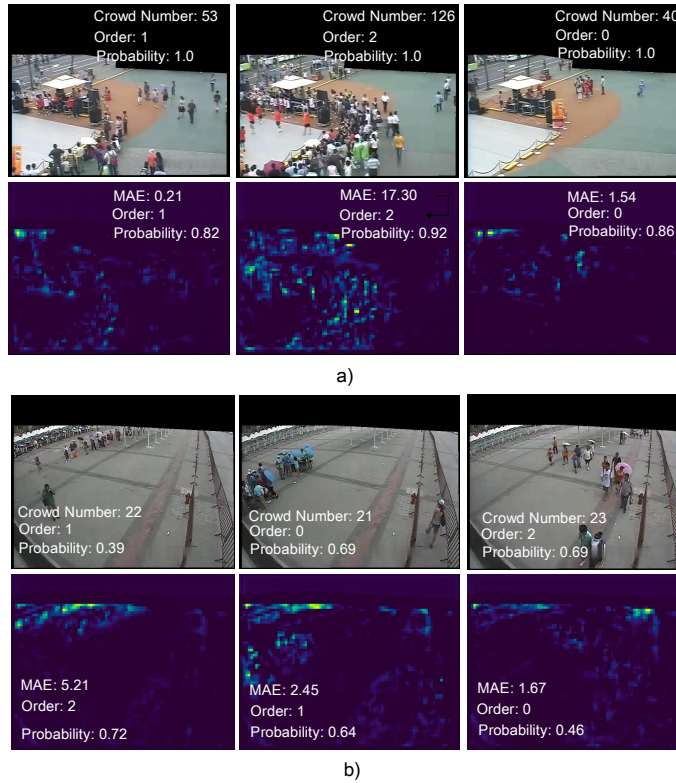 Crowd Number: 53
Order: 1
Probability: 1.0
Crowd Number: 126
Order: 2
Probability: 1.0
Crowd Number: 40
Order: 0
Probability: 1.0
MAE: 0.21
Order: 1
Probability: 0.82
MAE: 17.30
Order: 2
Probability: 0.92
MAE: 1.54
Order: 0
Probability: 0.86
a)
Crowd Number: 22
Order: 1
Probability: 0.39
Crowd Number: 21
Order: 0
Probability: 0.69
Crowd Number: 23
Order: 2
Probability: 0.69
MAE: 5.21
Order: 2
Probability: 0.72
MAE: 2.45
Order: 1
Probability: 0.64
MAE: 1.67
Order: 0
Probability: 0.46
b)